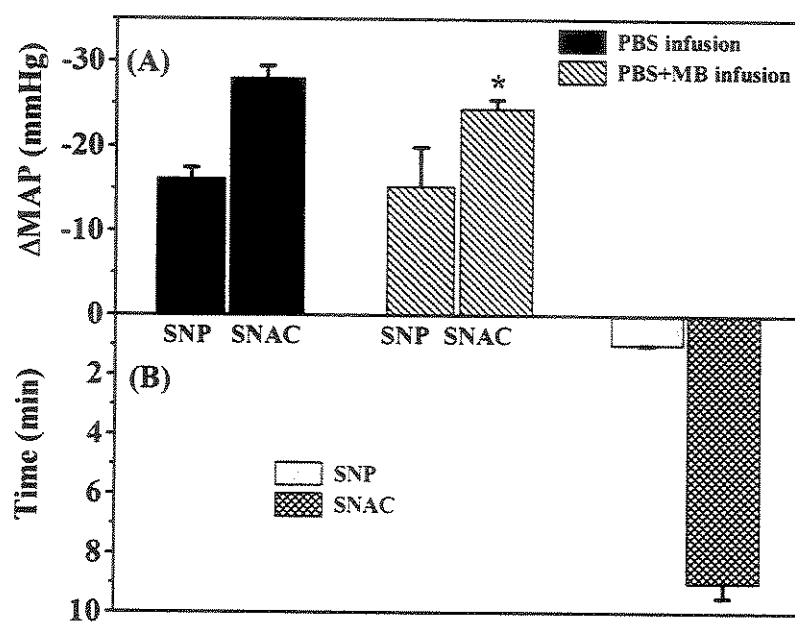 (A)
PBS infusion
PBS+MB infusion
*
ΔMAP (mmHg)
-30
-20
-10
0
SNP SNAC
SNP SNAC
(B)
Time (min)
2
4
6
8
10
SNP
SNAC